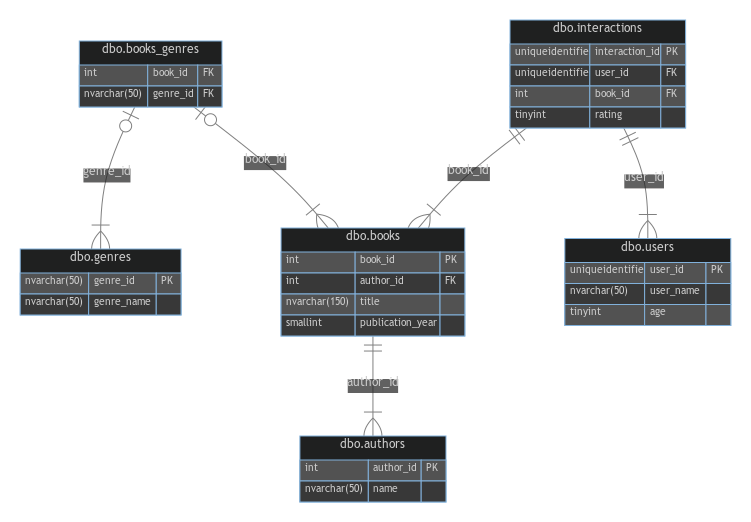 dbo.books_genres
int book_id FK
nvarchar(50) genre_id FK
dbo.interactions
uniqueidentifie interaction_id PK
uniqueidentifie user_id FK
int book_id FK
tinyint rating
genre_id
book_id
book_id
user_id
dbo.genres
nvarchar(50) genre_id PK
nvarchar(50) genre_name
dbo.books
int book_id PK
int author_id FK
nvarchar(150) title
smallint publication_year
dbo.users
uniqueidentifie user_id PK
nvarchar(50) user_name
tinyint age
author_id
dbo.authors
int author_id PK
nvarchar(50) name